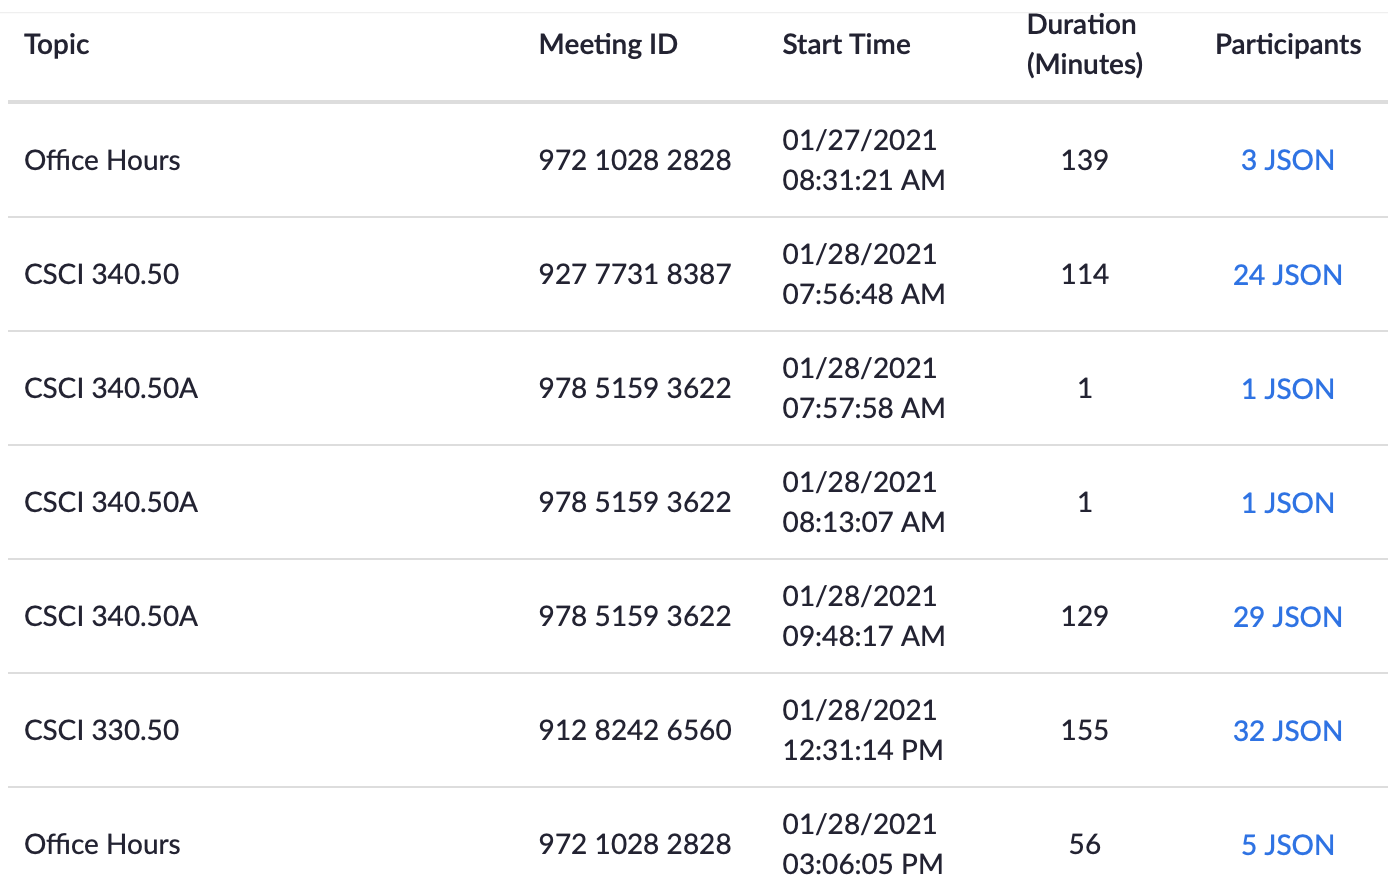 Topic Meeting ID Start Time Duration (Minutes) Participants
Office Hours 972 1028 2828 01/27/2021 08:31:21 AM 139 3 JSON
CSCI 340.50 927 7731 8387 01/28/2021 07:56:48 AM 114 24 JSON
CSCI 340.50A 978 5159 3622 01/28/2021 07:57:58 AM 1 1 JSON
CSCI 340.50A 978 5159 3622 01/28/2021 08:13:07 AM 1 1 JSON
CSCI 340.50A 978 5159 3622 01/28/2021 09:48:17 AM 129 29 JSON
CSCI 330.50 912 8242 6560 01/28/2021 12:31:14 PM 155 32 JSON
Office Hours 972 1028 2828 01/28/2021 03:06:05 PM 56 5 JSON